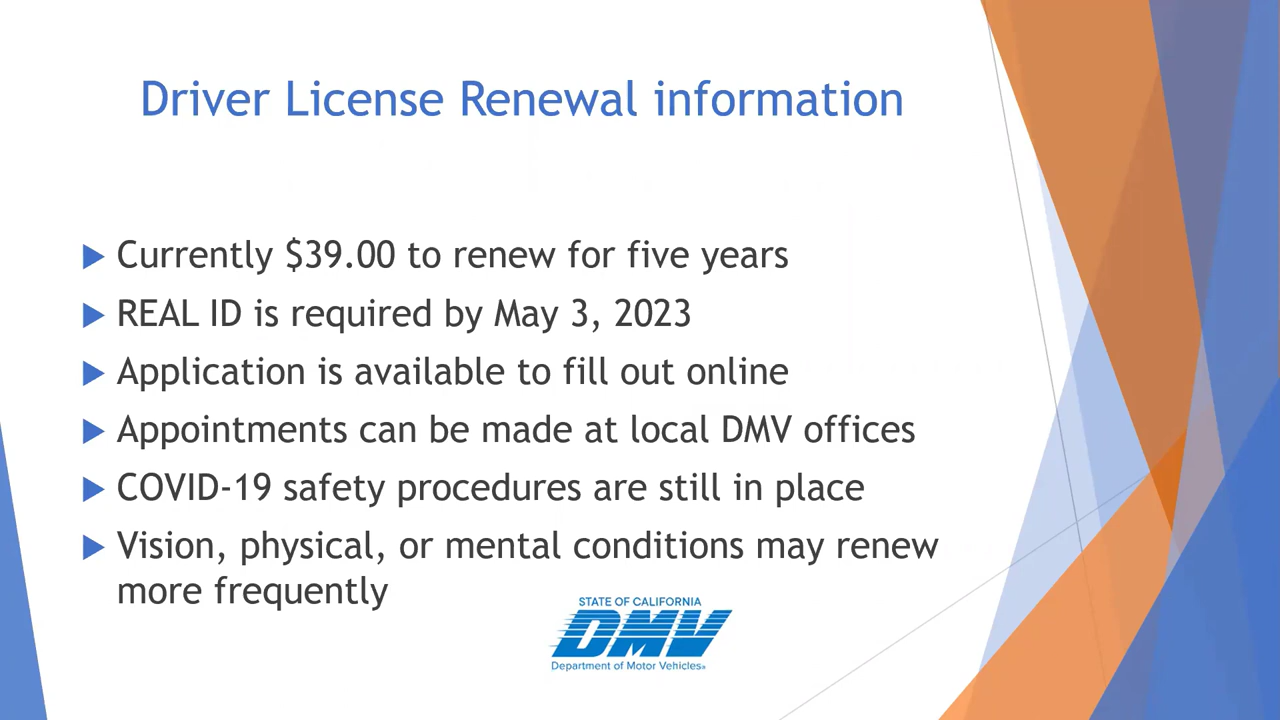 Driver License Renewal information
Currently $39.00 to renew for five years
REAL ID is required by May 3, 2023
Application is available to fill out online
Appointments can be made at local DMV offices
COVID-19 safety procedures are still in place
Vision, physical, or mental conditions may renew
more frequently
STATE OF CALIFORNIA
DMV
Department of Motor Vehicles